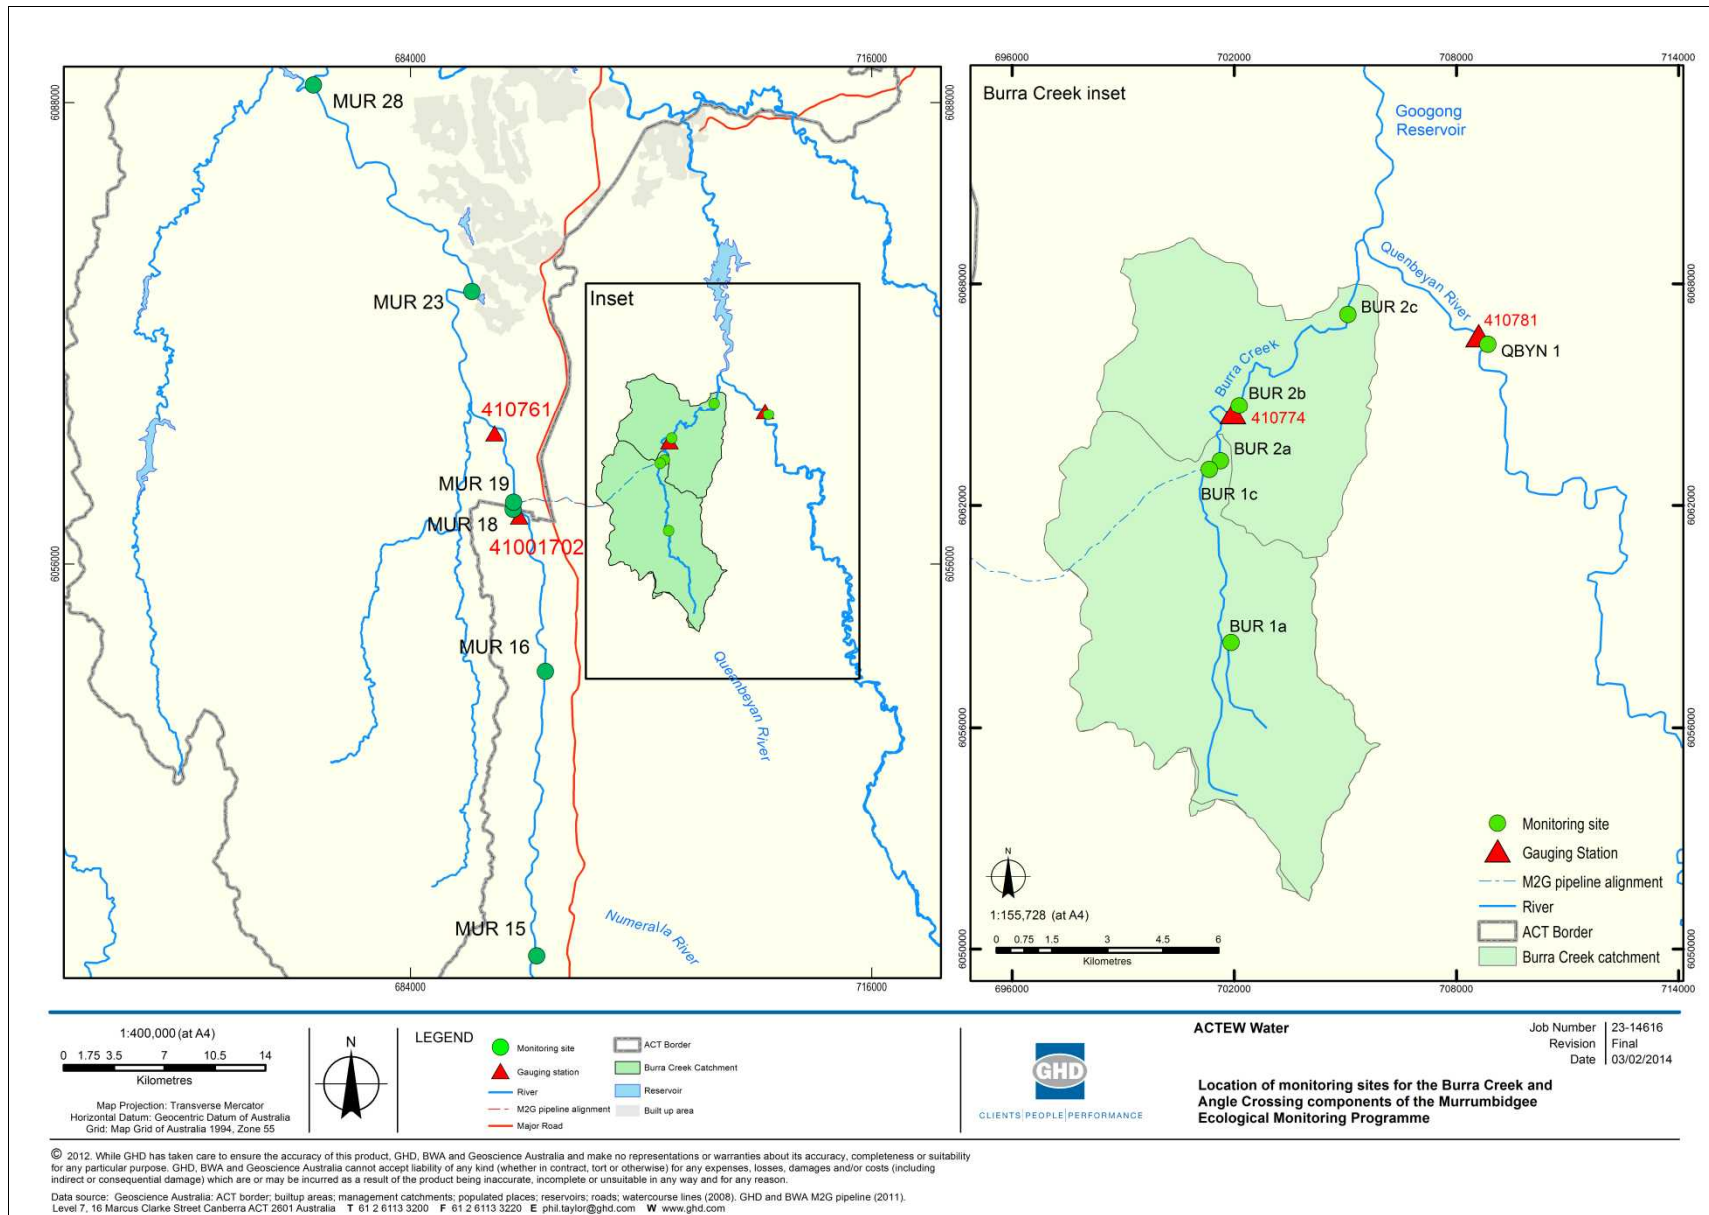 684000
716000
6088000
6088000
MUR 28
MUR 23
Inset
410761
MUR 19
MUR 18
41001702
6056000
6056000
MUR 16
Queenbeyan River
MUR 15
Numeralla River
684000
716000
696000
702000
708000
714000
Burra Creek inset
Googong
Reservoir
Quenbeyan River
6068000
6068000
BUR 2c
410781
QBYN 1
Burra Creek
BUR 2b
410774
BUR 2a
BUR 1c
6062000
6062000
BUR 1a
6056000
6056000
Monitoring site
Gauging Station
M2G pipeline alignment
River
ACT Border
Burra Creek catchment
N
1:155,728 (at A4)
0 0.75 1.5 3 4.5 6
Kilometres
6050000
6050000
696000
702000
708000
714000
1:400,000 (at A4)
0 1.75 3.5 7 10.5 14
Kilometres
Map Projection: Transverse Mercator
Horizontal Datum: Geocentric Datum of Australia
Grid: Map Grid of Australia 1994, Zone 55
N
LEGEND
Monitoring site
Gauging station
River
M2G pipeline alignment
Major Road
ACT Border
Burra Creek Catchment
Reservoir
Built up area
GHD
CLIENTS PEOPLE PERFORMANCE
ACTEW Water
Job Number 23-14616
Revision Final
Date 03/02/2014
Location of monitoring sites for the Burra Creek and
Angle Crossing components of the Murrumbidgee
Ecological Monitoring Programme
© 2012. While GHD has taken care to ensure the accuracy of this product, GHD, BWA and Geoscience Australia and make no representations or warranties about its accuracy, completeness or suitability
for any particular purpose. GHD, BWA and Geoscience Australia cannot accept liability of any kind (whether in contract, tort or otherwise) for any expenses, losses, damages and/or costs (including
indirect or consequential damage) which are or may be incurred as a result of the product being inaccurate, incomplete or unsuitable in any way and for any reason.
Data source: Geoscience Australia: ACT border; builtup areas; management catchments; populated places; reservoirs; roads; watercourse lines (2008). GHD and BWA M2G pipeline (2011).
Level 7, 16 Marcus Clarke Street Canberra ACT 2601 Australia T 61 2 6113 3200 F 61 2 6113 3220 E phil.taylor@ghd.com W www.ghd.com